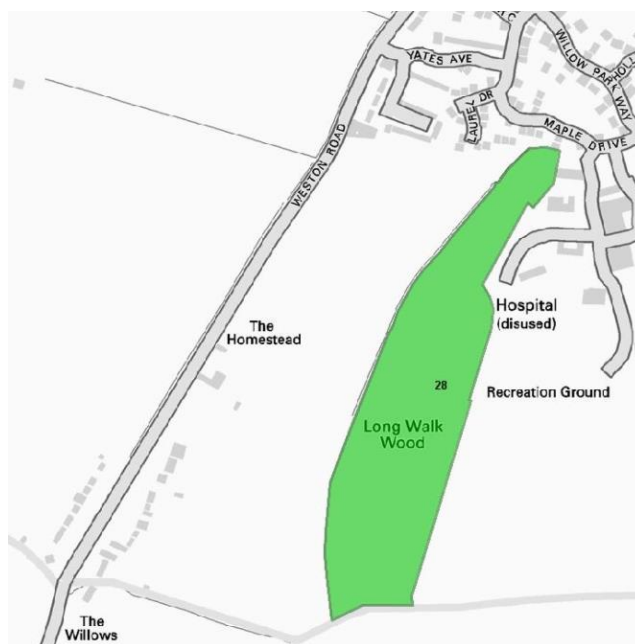 YATES AVE
WILLOW PARK
WAY
LAUREL DR
MAPLE DRIVE
WESTON ROAD
Hospital
(disused)
The
Homestead
28
Recreation Ground
Long Walk
Wood
The
Willows